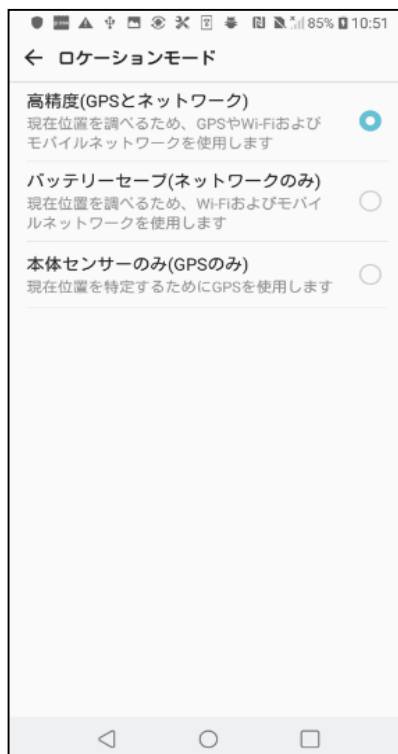 85% 10:51
ロケーションモード
高精度(GPSとネットワーク)
現在位置を調べるため、GPSやWi-Fiおよび
モバイルネットワークを使用します
バッテリーセーブ(ネットワークのみ)
現在位置を調べるため、Wi-Fiおよびモバイ
ルネットワークを使用します
本体センサーのみ(GPSのみ)
現在位置を特定するためにGPSを使用します